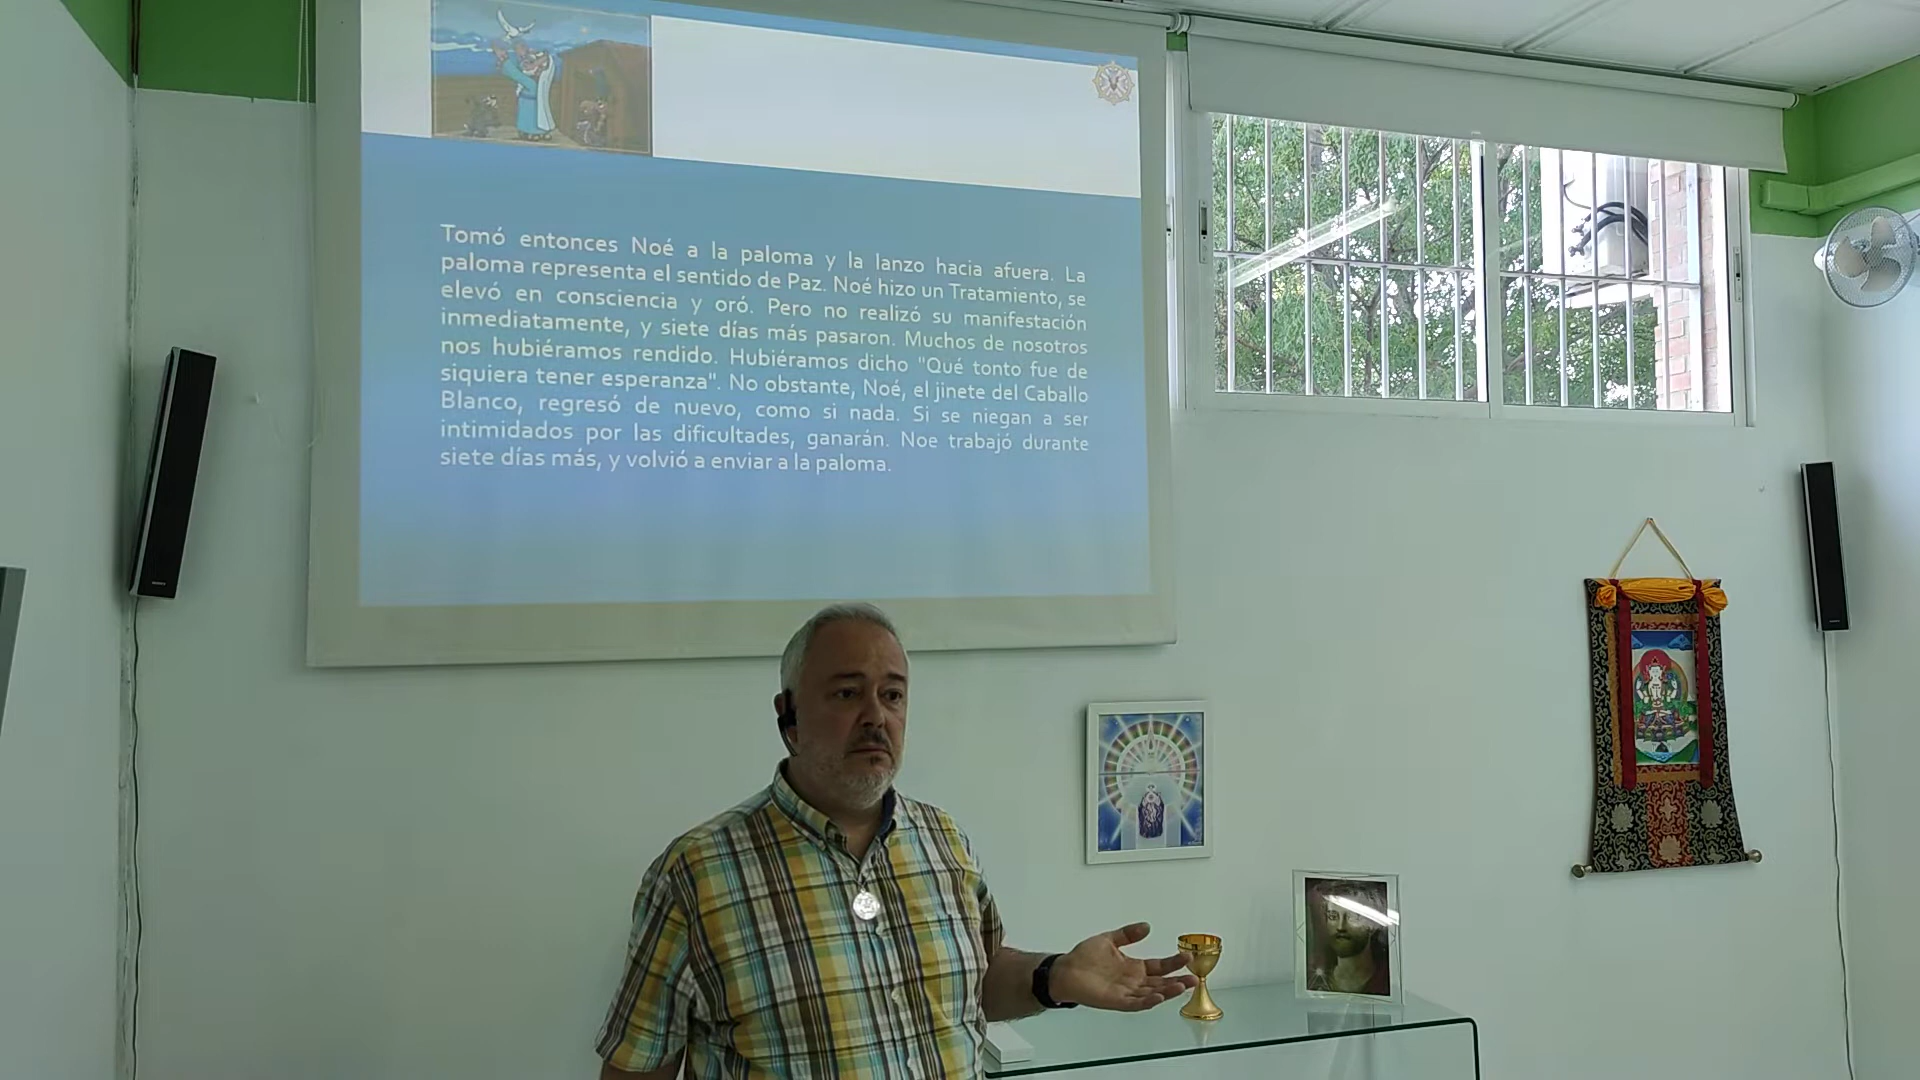 Tomó entonces Noé a la paloma y la lanzo hacia afuera. La
paloma representa el sentido de Paz. Noé hizo un Tratamiento, se
elevó en consciencia y oró. Pero no realizó su manifestación
inmediatamente, y siete días más pasaron. Muchos de nosotros
nos hubiéramos rendido. Hubiéramos dicho "Qué tonto fue de
siquiera tener esperanza". No obstante, Noé, el jinete del Caballo
Blanco, regresó de nuevo, como si nada. Si se niegan a ser
intimidados por las dificultades, ganarán. Noe trabajó durante
siete días más, y volvió a enviar a la paloma.